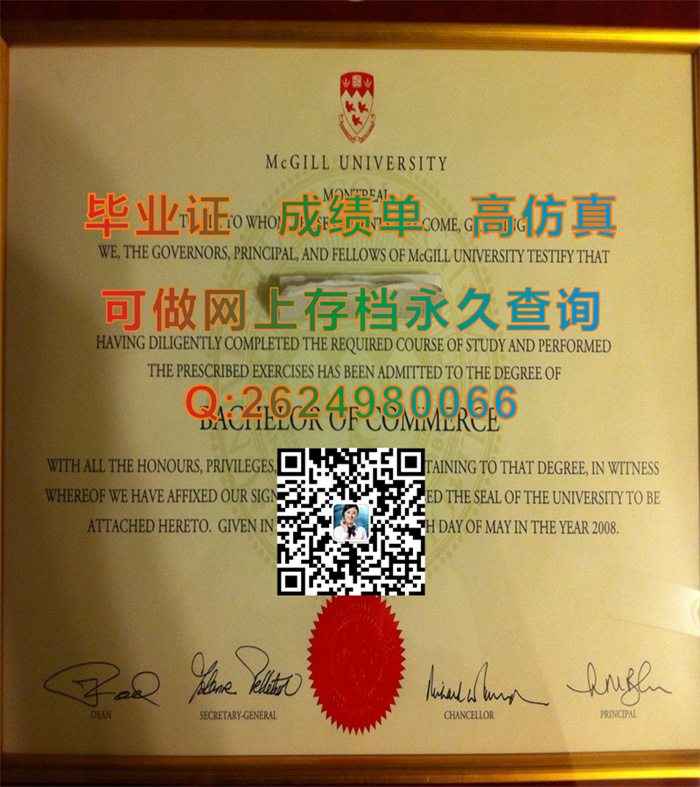 McGILL UNIVERSITY
MONTREAL
毕业证 成绩单 高仿真
WE, THE GOVERNORS, PRINCIPAL, AND FELLOWS OF McGILL UNIVERSITY TESTIFY THAT
可做网上存档永久查询
HAVING DILIGENTLY COMPLETED THE REQUIRED COURSE OF STUDY AND PERFORMED
THE PRESCRIBED EXERCISES HAS BEEN ADMITTED TO THE DEGREE OF
Q:2624980066
BACHELOR OF COMMERCE
WITH ALL THE HONOURS, PRIVILEGES, TO THAT DEGREE, IN WITNESS
WHEREOF WE HAVE AFFIXED OUR THE SEAL OF THE UNIVERSITY TO BE
ATTACHED HERETO. GIVEN IN DAY OF MAY IN THE YEAR 2008.
DEAN SECRETARY-GENERAL CHANCELLOR PRINCIPAL